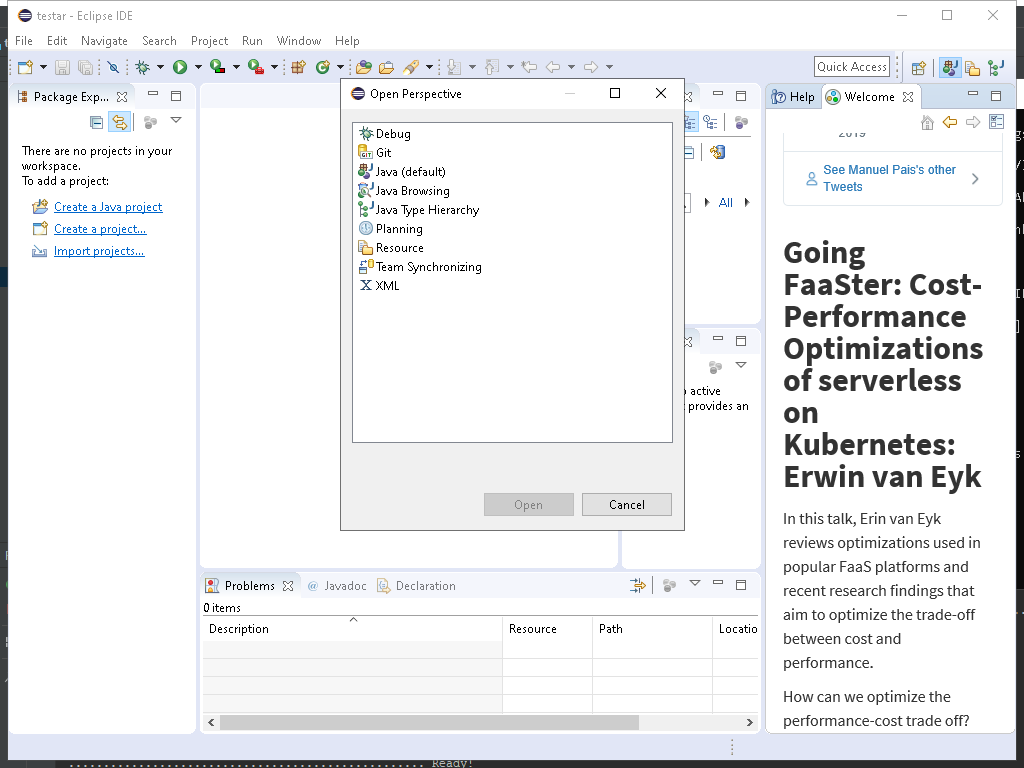 testar - Eclipse IDE
File Edit Navigate Search Project Run Window Help
Quick Access
Package Exp...
There are no projects in your
workspace.
To add a project:
Create a Java project
Create a project...
Import projects...
Open Perspective
Debug
GIT Git
Java (default)
Java Browsing
Java Type Hierarchy
Planning
Resource
Team Synchronizing
XML
Open Cancel
All
active
provides an
Help Welcome
2019
See Manuel Pais's other
Tweets
Going
FaaSter: Cost-
Performance
Optimizations
of serverless
on
Kubernetes:
Erwin van Eyk
In this talk, Erin van Eyk
reviews optimizations used in
popular FaaS platforms and
recent research findings that
aim to optimize the trade-off
between cost and
performance.
How can we optimize the
performance-cost trade off?
Problems @ Javadoc Declaration
0 items
Description Resource Path Locatio
Ready!